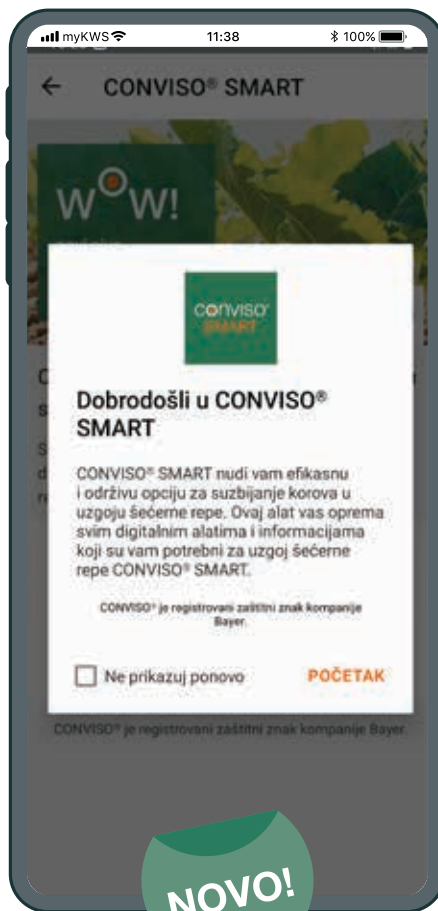 myKWS 11:38 100%
← CONVISO® SMART
WOW!
CONVISO®
SMART
Dobrodošli u CONVISO®
SMART
CONVISO® SMART nudi vam efikasnu
i održivu opciju za suzbijanje korova u
uzgoju šećerne repe. Ovaj alat vas oprema
svim digitalnim alatima i informacijama
koji su vam potrebni za uzgoj šećerne
repe CONVISO® SMART.
CONVISO® je registrovani zaštitni znak kompanije
Bayer.
Ne prikazuj ponovo POČETAK
CONVISO® je registrovani zaštitni znak kompanije Bayer.
NOVO!